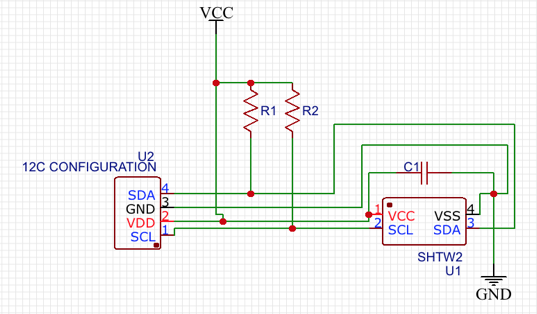 VCC
R1
R2
U2
12C CONFIGURATION
C1
SDA 4
GND 3
VDD 2
SCL 1
1 VCC
2 SCL
VSS 4
SDA 3
SHTW2
U1
GND